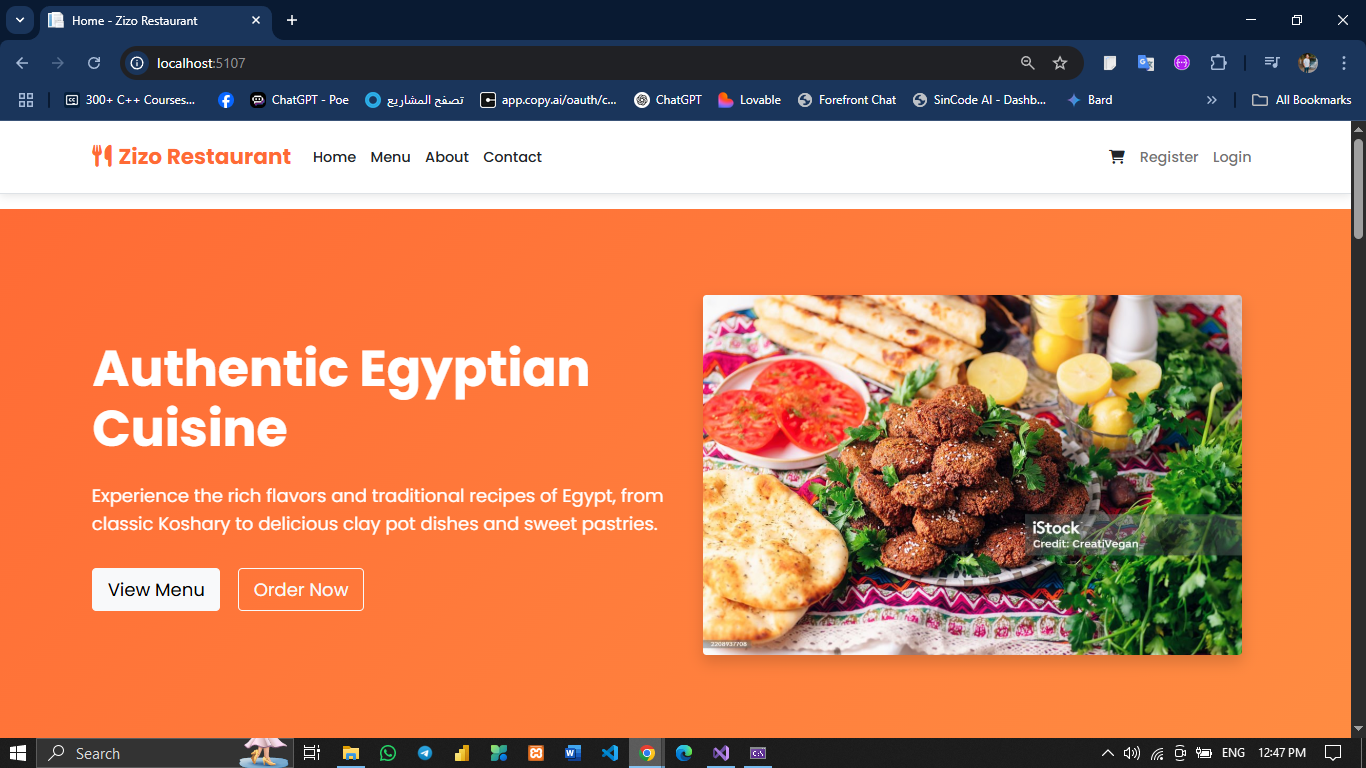 Home - Zizo Restaurant
localhost:5107
300+ C++ Courses...
ChatGPT - Poe
تصفح المشاريع
app.copy.ai/oauth/c...
ChatGPT
Lovable
Forefront Chat
SinCode AI - Dashb...
Bard
All Bookmarks
Zizo Restaurant
Home
Menu
About
Contact
Register
Login
Authentic Egyptian
Cuisine
Experience the rich flavors and traditional recipes of Egypt, from
classic Koshary to delicious clay pot dishes and sweet pastries.
View Menu
Order Now
iStock
Credit: CreatiVegan
2208937708
Search
ENG
12:47 PM